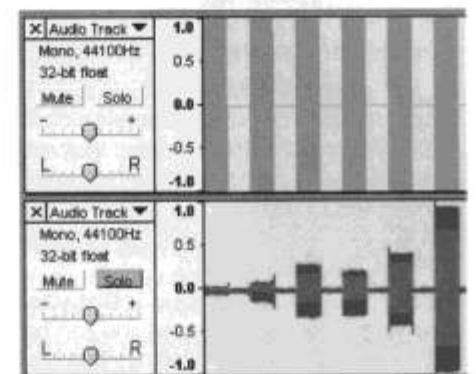 × Audio Track ▼
Mono, 44100Hz
32-bit float
Mute Solo
- +
L R
1.0
0.5
0.0
-0.5
-1.0
× Audio Track ▼
Mono, 44100Hz
32-bit float
Mute Solo
- +
L R
1.0
0.5
0.0
-0.5
-1.0